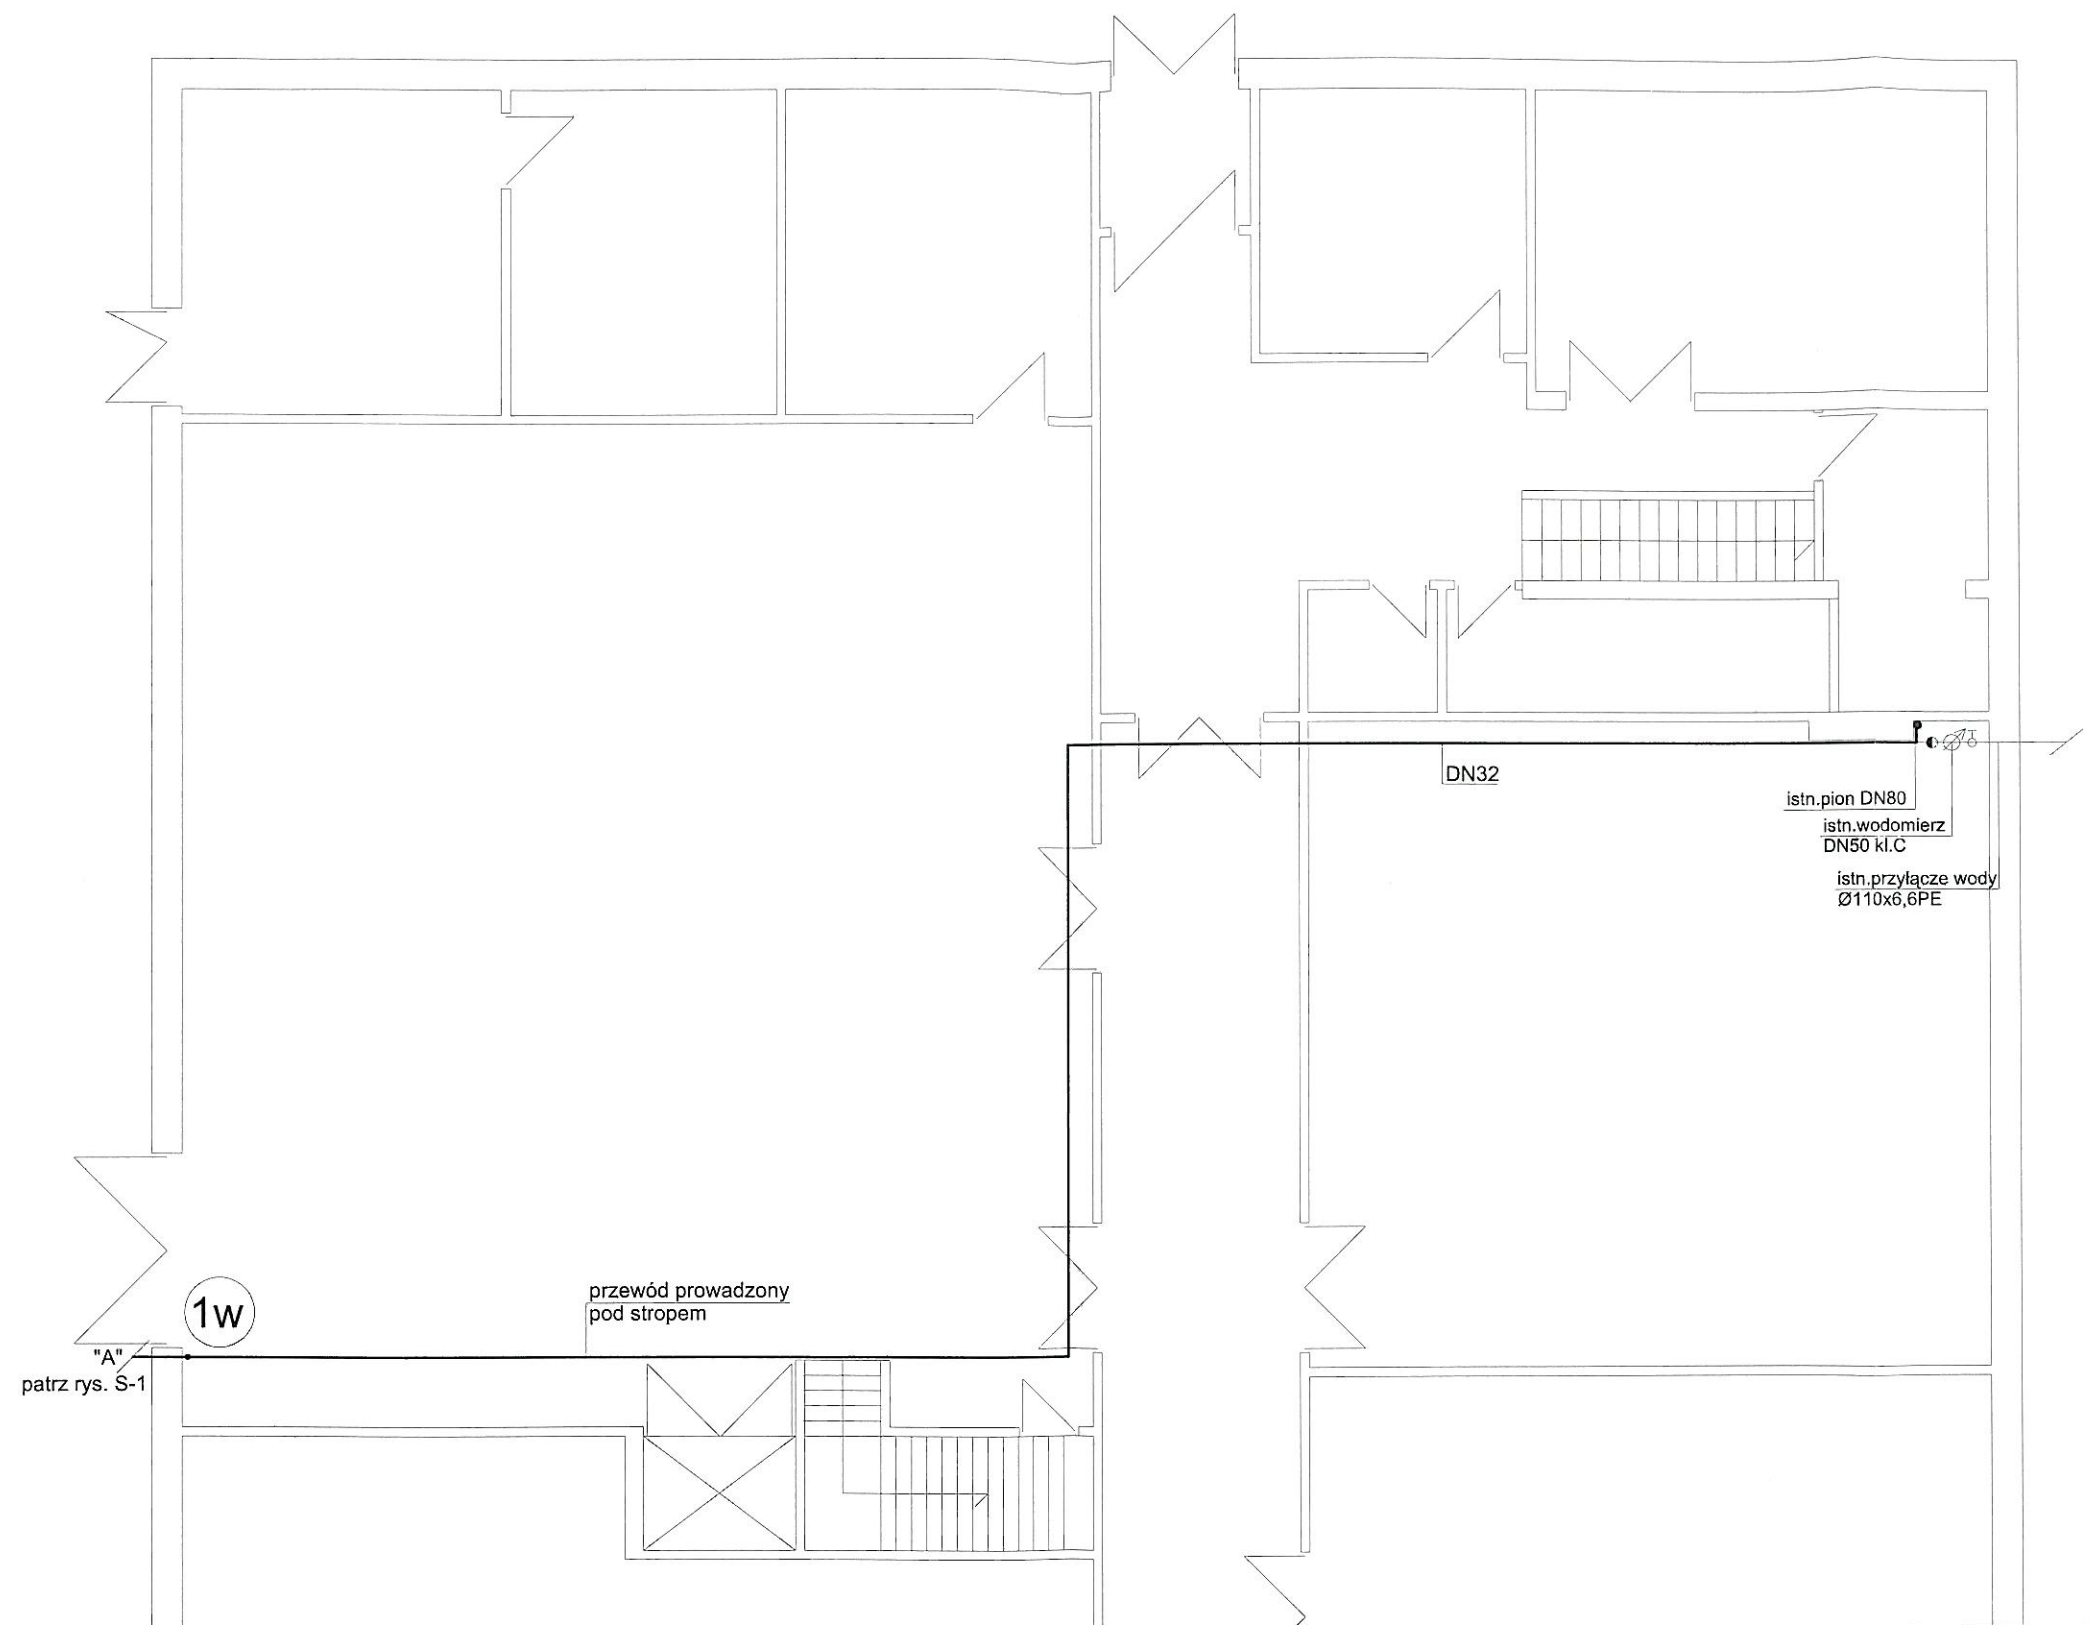 DN32
istn.pion DN80
istn.wodomierz
DN50 kl.C
istn.przyłącze wody
Ø110x6,6PE
przewód prowadzony
pod stropem
1w
"A"
patrz rys. S-1